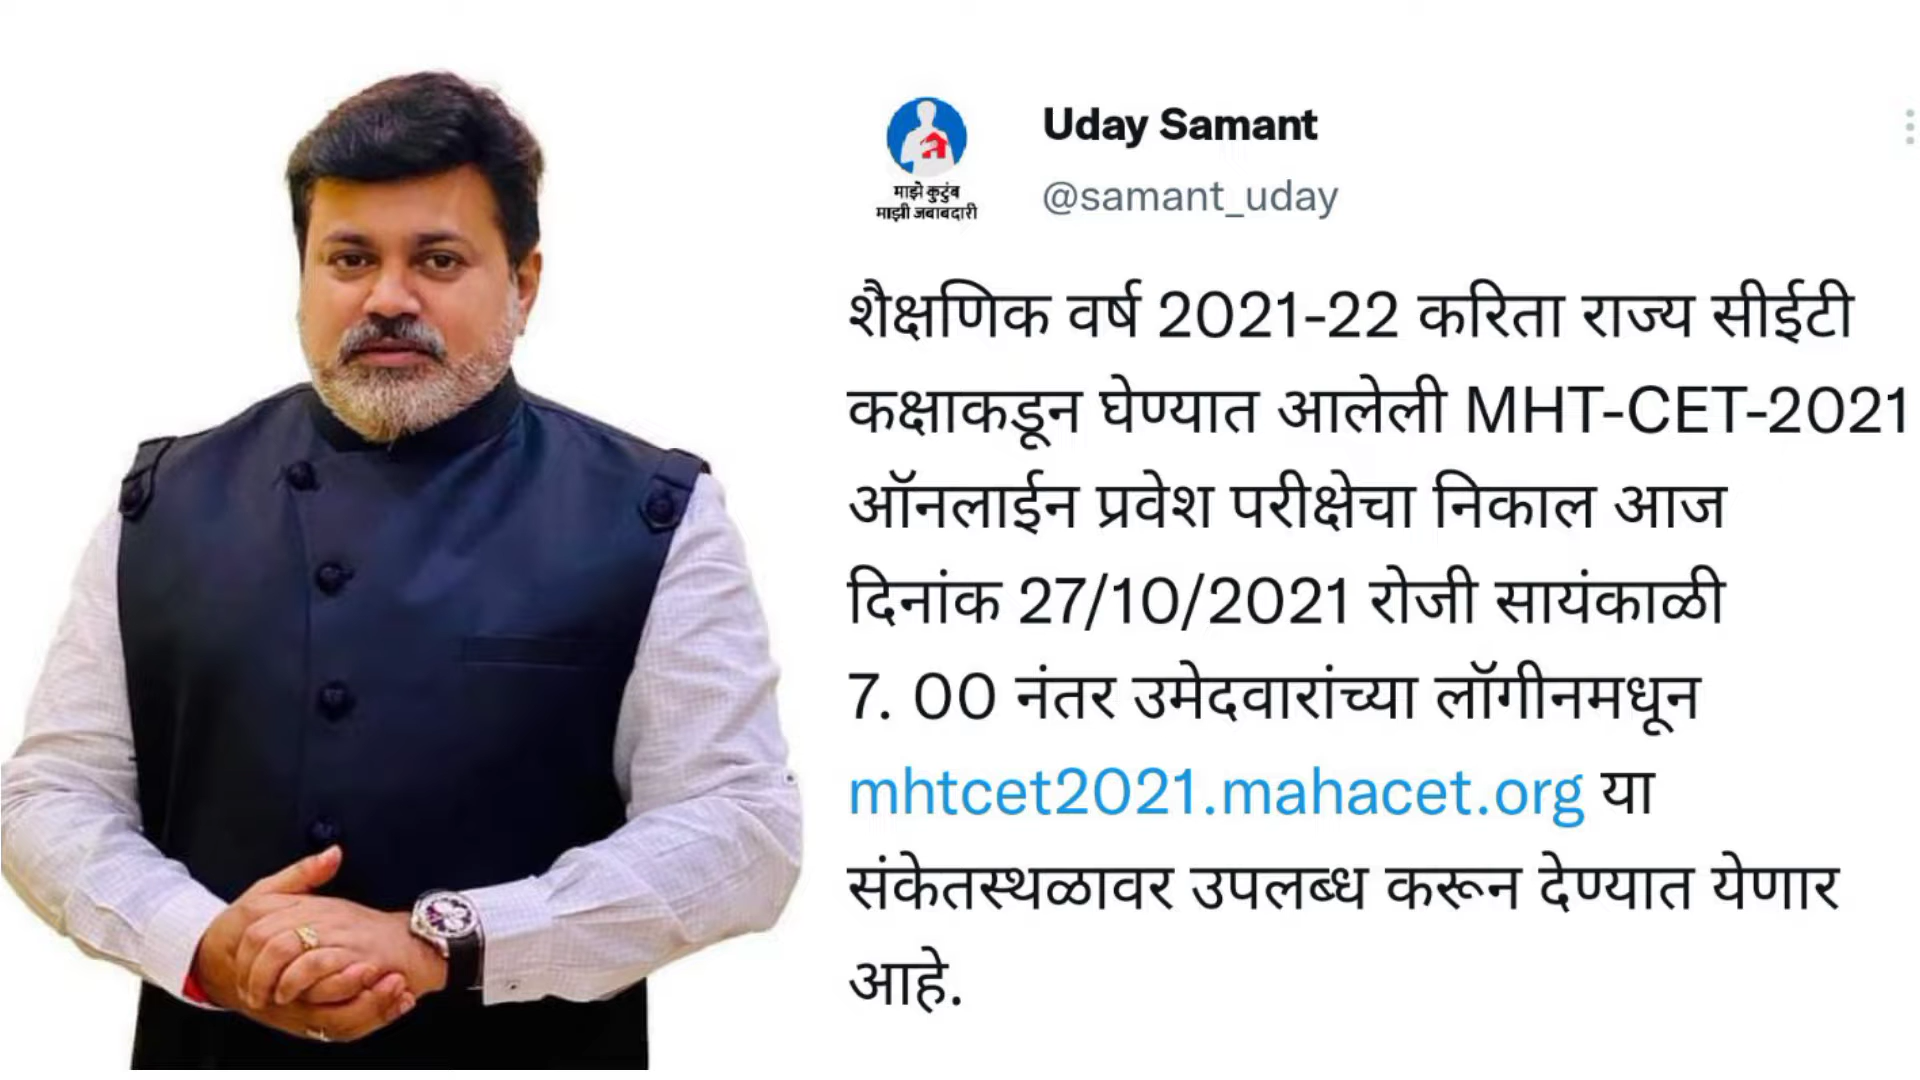 माझे कुटुंब
माझी जबाबदारी
Uday Samant
@samant_uday
शैक्षणिक वर्ष 2021-22 करिता राज्य सीईटी
कक्षाकडून घेण्यात आलेली MHT-CET-2021
ऑनलाईन प्रवेश परीक्षेचा निकाल आज
दिनांक 27/10/2021 रोजी सायंकाळी
7. 00 नंतर उमेदवारांच्या लॉगीनमधून
mhtcet2021.mahacet.org या
संकेतस्थळावर उपलब्ध करून देण्यात येणार
आहे.